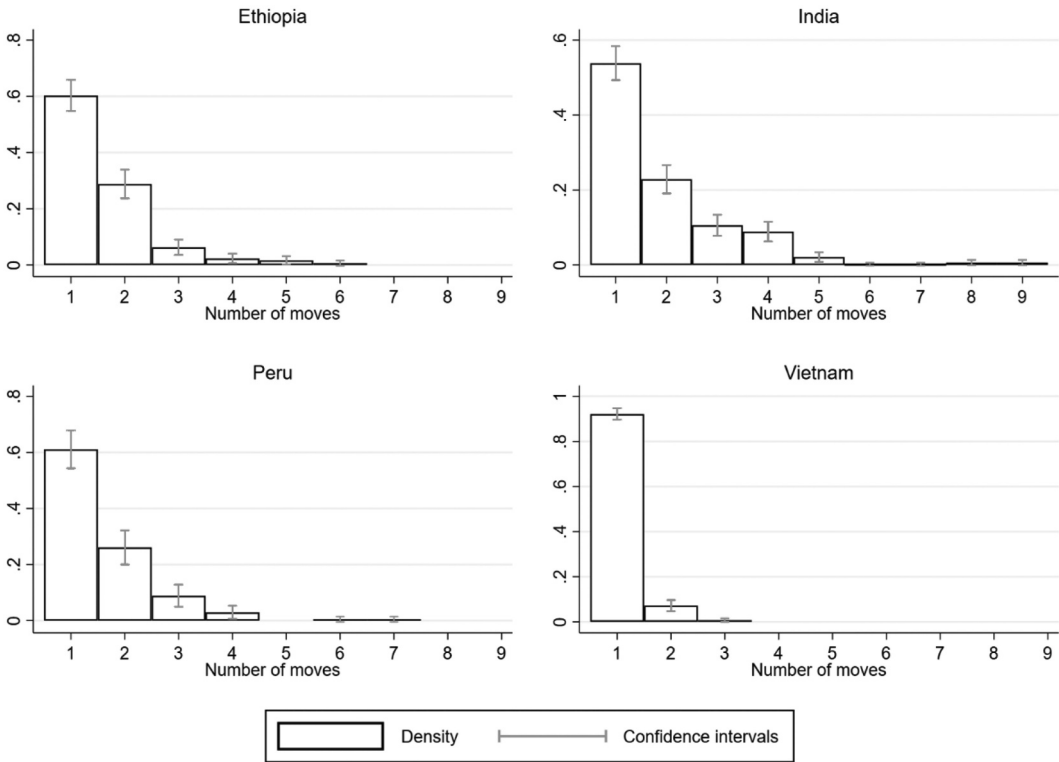 Ethiopia
.8
.6
.4
.2
0
1 2 3 4 5 6 7 8 9
Number of moves
India
.6
.4
.2
0
1 2 3 4 5 6 7 8 9
Number of moves
Peru
.8
.6
.4
.2
0
1 2 3 4 5 6 7 8 9
Number of moves
Vietnam
1
.8
.6
.4
.2
0
1 2 3 4 5 6 7 8 9
Number of moves
Density Confidence intervals